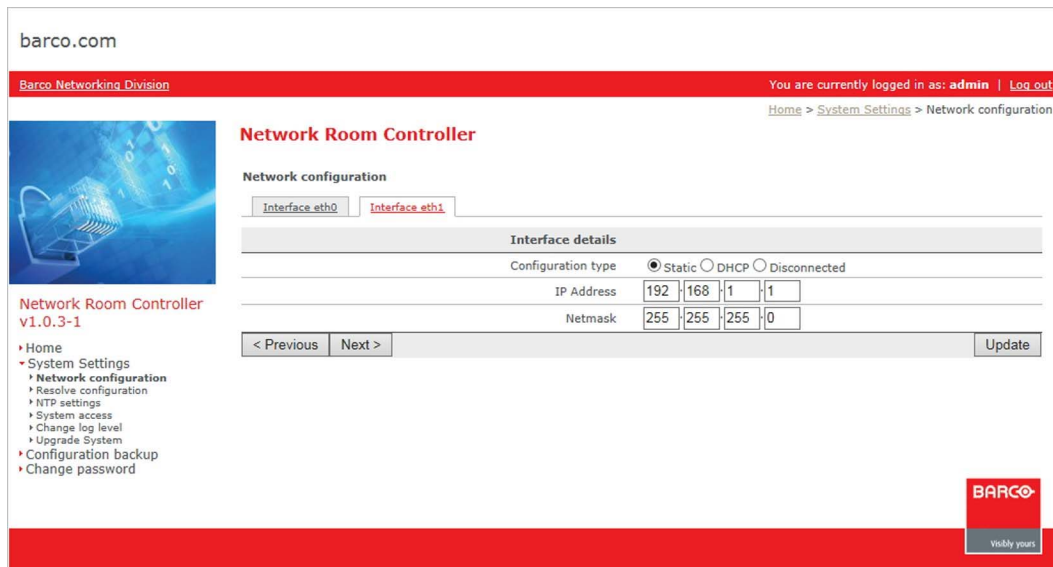 barco.com
Barco Networking Division
You are currently logged in as: admin | Log out
Home > System Settings > Network configuration
Network Room Controller
Network configuration
Interface eth0
Interface eth1
Interface details
Configuration type Static DHCP Disconnected
IP Address 192 . 168 . 1 . 1
Netmask 255 . 255 . 255 . 0
< Previous Next > Update
Network Room Controller
v1.0.3-1
Home
System Settings
Network configuration
Resolve configuration
NTP settings
System access
Change log level
Upgrade System
Configuration backup
Change password
BARCO
Visibly yours